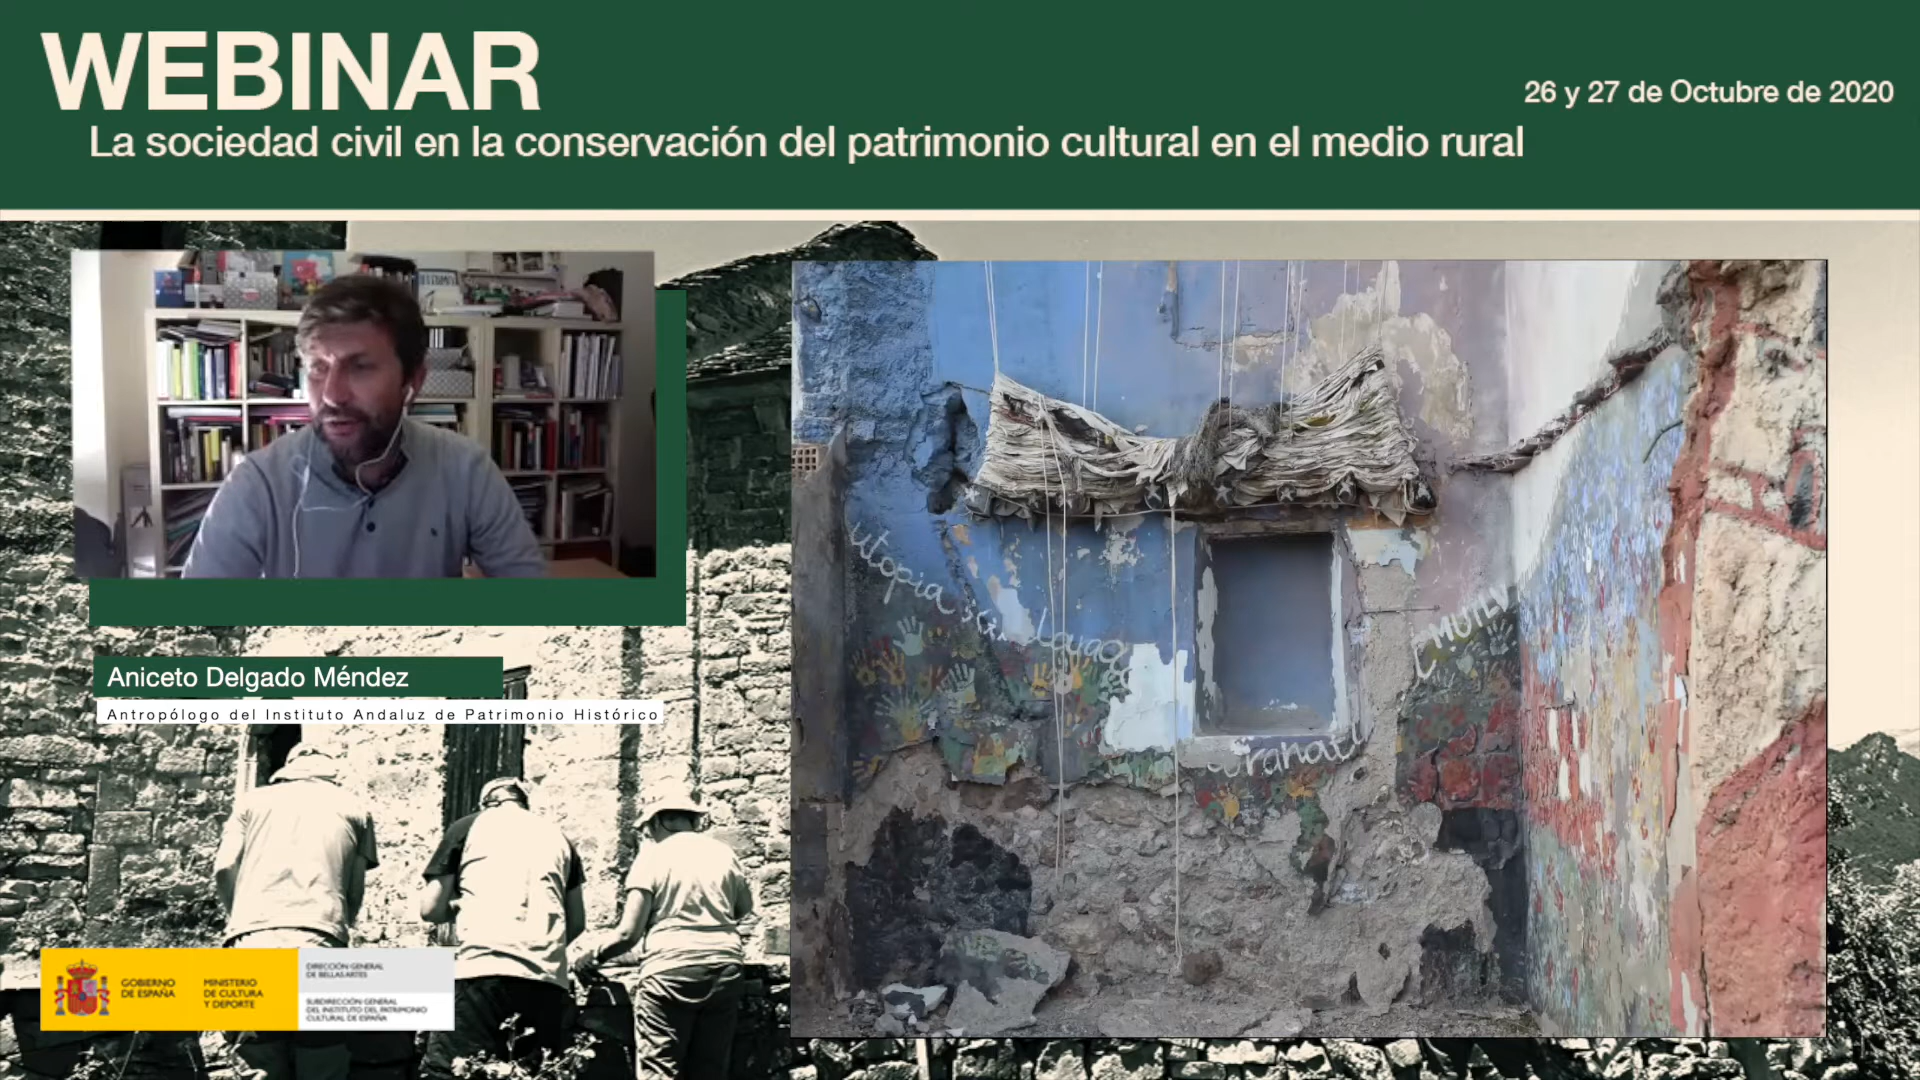 WEBINAR
26 y 27 de Octubre de 2020
La sociedad civil en la conservación del patrimonio cultural en el medio rural
utopia
Aniceto Delgado Méndez
Antropólogo del Instituto Andaluz de Patrimonio Histórico
GOBIERNO
DE ESPAÑA
MINISTERIO
DE CULTURA
Y DEPORTE
DIRECCIÓN GENERAL
DE BELLAS ARTES
SUBDIRECCIÓN GENERAL
DEL INSTITUTO DEL PATRIMONIO
CULTURAL DE ESPAÑA